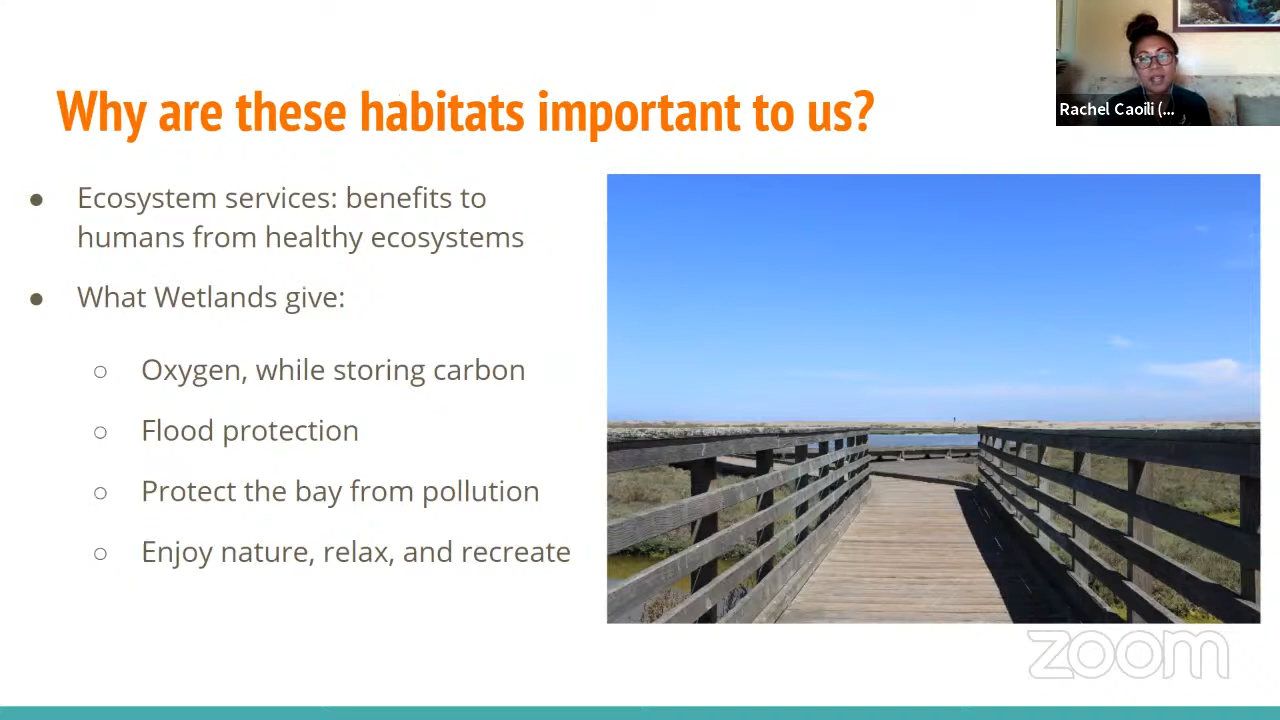 Why are these habitats important to us?
Rachel Caoili (...
● Ecosystem services: benefits to
humans from healthy ecosystems
● What Wetlands give:
○ Oxygen, while storing carbon
○ Flood protection
○ Protect the bay from pollution
○ Enjoy nature, relax, and recreate
zoom